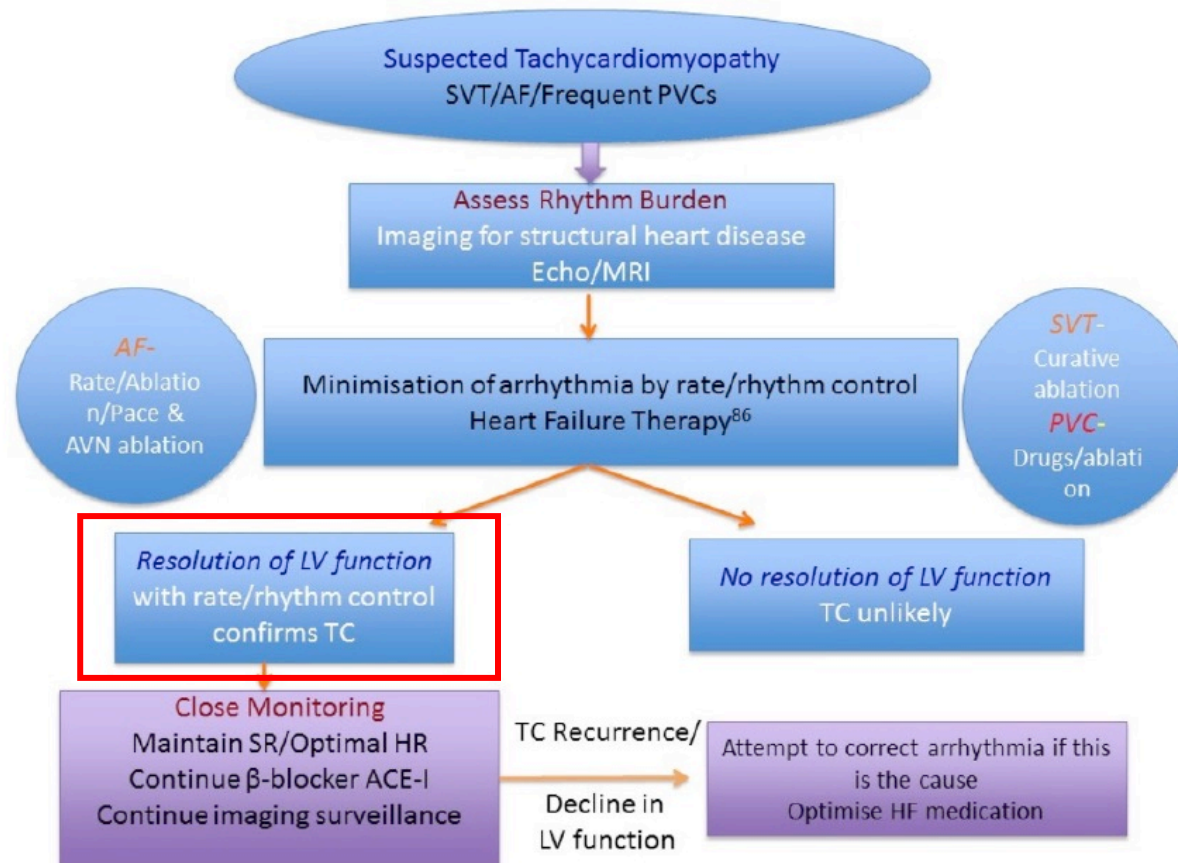 Suspected Tachycardiomyopathy
SVT/AF/Frequent PVCs
Assess Rhythm Burden
Imaging for structural heart disease
Echo/MRI
AF-
Rate/Ablatio
n/Pace &
AVN ablation
Minimisation of arrhythmia by rate/rhythm control
Heart Failure Therapy86
SVT-
Curative
ablation
PVC-
Drugs/ablati
on
Resolution of LV function
with rate/rhythm control
confirms TC
No resolution of LV function
TC unlikely
Close Monitoring
Maintain SR/Optimal HR
Continue β-blocker ACE-I
Continue imaging surveillance
TC Recurrence/
Decline in
LV function
Attempt to correct arrhythmia if this
is the cause
Optimise HF medication